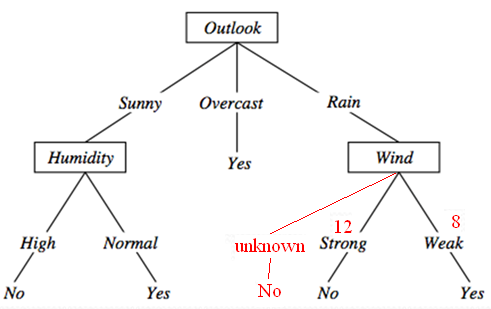 Outlook
Sunny Overcast Rain
Humidity Yes Wind
12 8
High Normal unknown Strong Weak
No Yes No No Yes